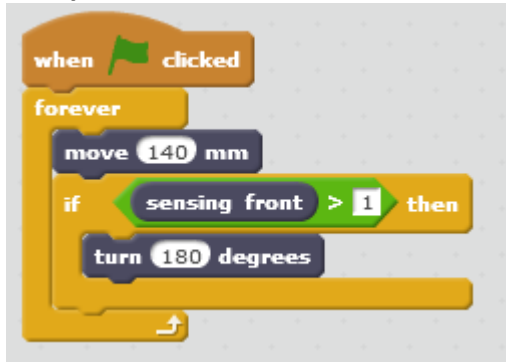 when clicked
forever
move 140 mm
if sensing front > 1 then
turn 180 degrees